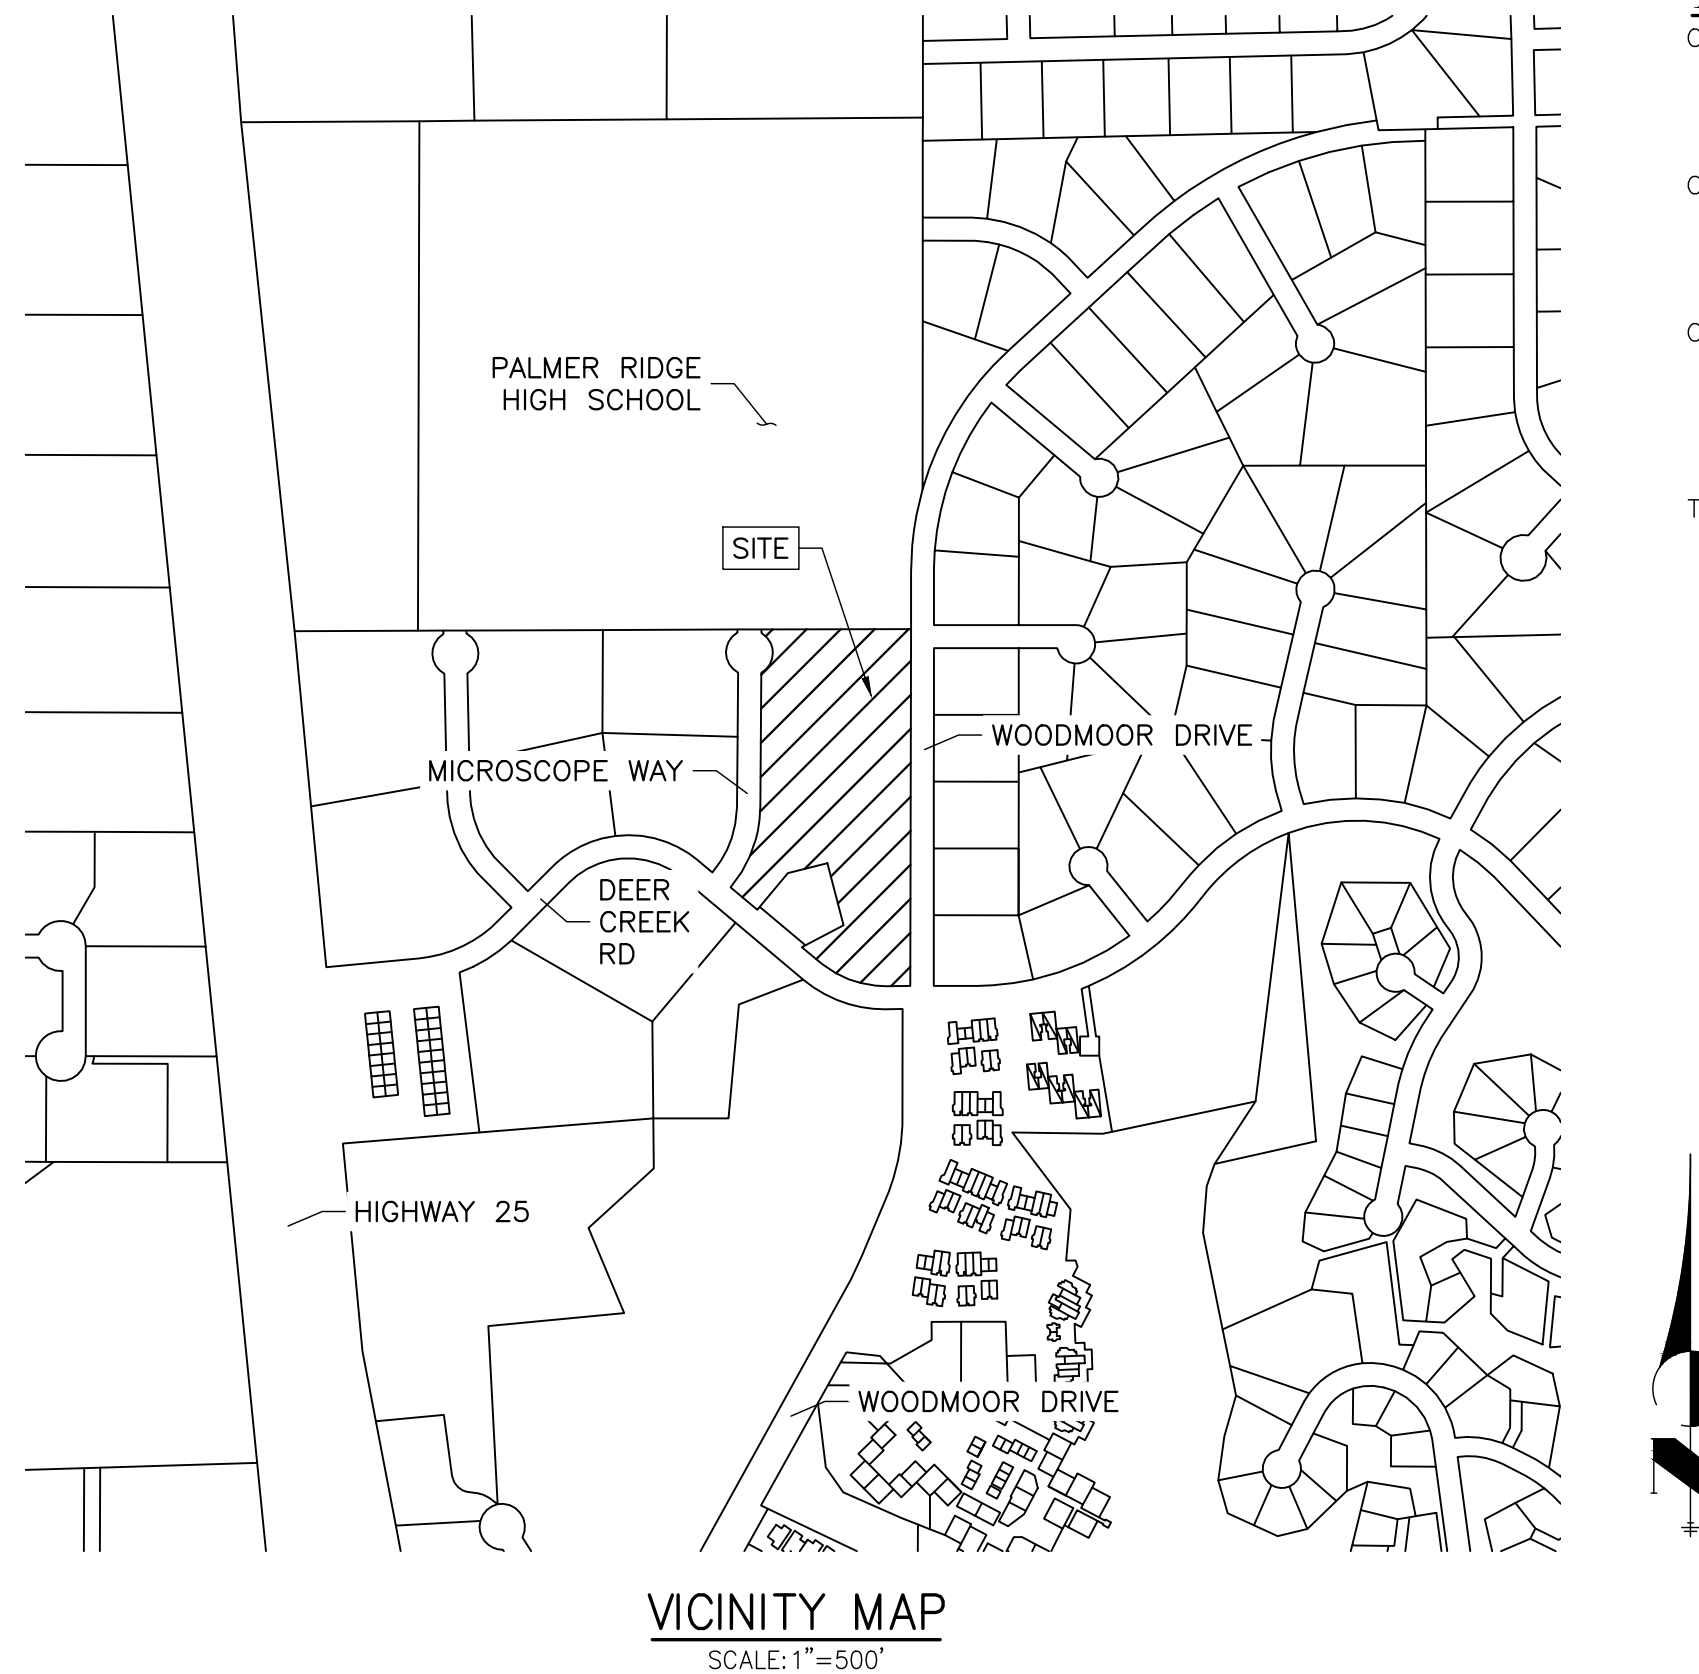 PALMER RIDGE
HIGH SCHOOL
SITE
WOODMOOR DRIVE
MICROSCOPE WAY
DEER
CREEK
RD
HIGHWAY 25
WOODMOOR DRIVE
VICINITY MAP
SCALE: 1"=500'